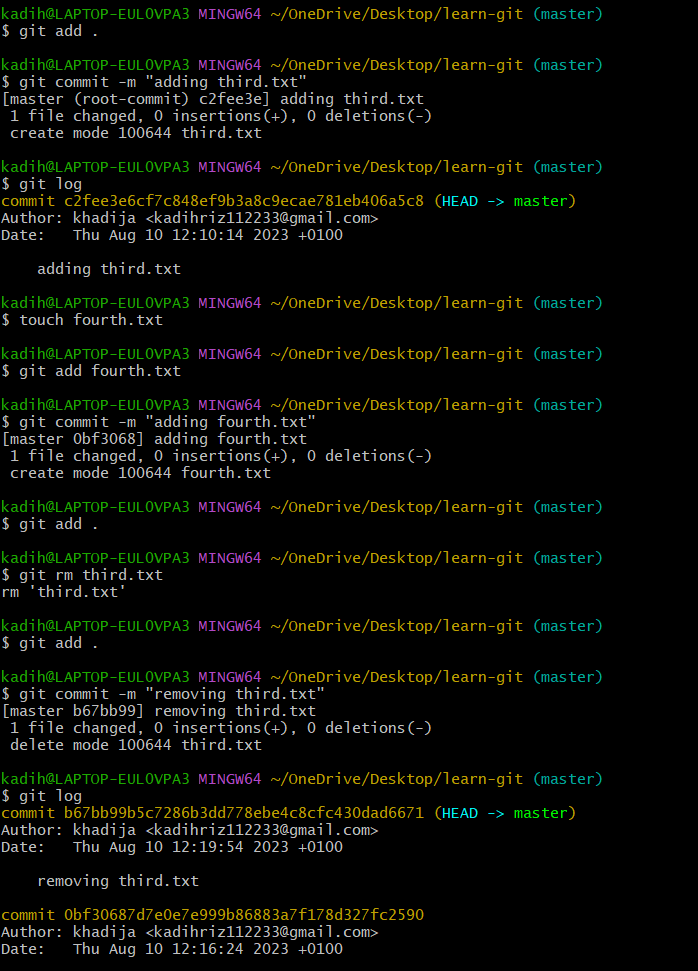 kadih@LAPTOP-EUL0VPA3 MINGW64 ~/OneDrive/Desktop/learn-git (master)
$ git add .
kadih@LAPTOP-EUL0VPA3 MINGW64 ~/OneDrive/Desktop/learn-git (master)
$ git commit -m "adding third.txt"
[master (root-commit) c2fee3e] adding third.txt
 1 file changed, 0 insertions(+), 0 deletions(-)
 create mode 100644 third.txt
kadih@LAPTOP-EUL0VPA3 MINGW64 ~/OneDrive/Desktop/learn-git (master)
$ git log
commit c2fee3e6cf7c848ef9b3a8c9ecae781eb406a5c8 (HEAD -> master)
Author: khadija <kadihriz112233@gmail.com>
Date:   Thu Aug 10 12:10:14 2023 +0100
    adding third.txt
kadih@LAPTOP-EUL0VPA3 MINGW64 ~/OneDrive/Desktop/learn-git (master)
$ touch fourth.txt
kadih@LAPTOP-EUL0VPA3 MINGW64 ~/OneDrive/Desktop/learn-git (master)
$ git add fourth.txt
kadih@LAPTOP-EUL0VPA3 MINGW64 ~/OneDrive/Desktop/learn-git (master)
$ git commit -m "adding fourth.txt"
[master 0bf3068] adding fourth.txt
 1 file changed, 0 insertions(+), 0 deletions(-)
 create mode 100644 fourth.txt
kadih@LAPTOP-EUL0VPA3 MINGW64 ~/OneDrive/Desktop/learn-git (master)
$ git add .
kadih@LAPTOP-EUL0VPA3 MINGW64 ~/OneDrive/Desktop/learn-git (master)
$ git rm third.txt
rm 'third.txt'
kadih@LAPTOP-EUL0VPA3 MINGW64 ~/OneDrive/Desktop/learn-git (master)
$ git add .
kadih@LAPTOP-EUL0VPA3 MINGW64 ~/OneDrive/Desktop/learn-git (master)
$ git commit -m "removing third.txt"
[master b67bb99] removing third.txt
 1 file changed, 0 insertions(+), 0 deletions(-)
 delete mode 100644 third.txt
kadih@LAPTOP-EUL0VPA3 MINGW64 ~/OneDrive/Desktop/learn-git (master)
$ git log
commit b67bb99b5c7286b3dd778ebe4c8cfc430dad6671 (HEAD -> master)
Author: khadija <kadihriz112233@gmail.com>
Date:   Thu Aug 10 12:19:54 2023 +0100
    removing third.txt
commit 0bf30687d7e0e7e999b86883a7f178d327fc2590
Author: khadija <kadihriz112233@gmail.com>
Date:   Thu Aug 10 12:16:24 2023 +0100